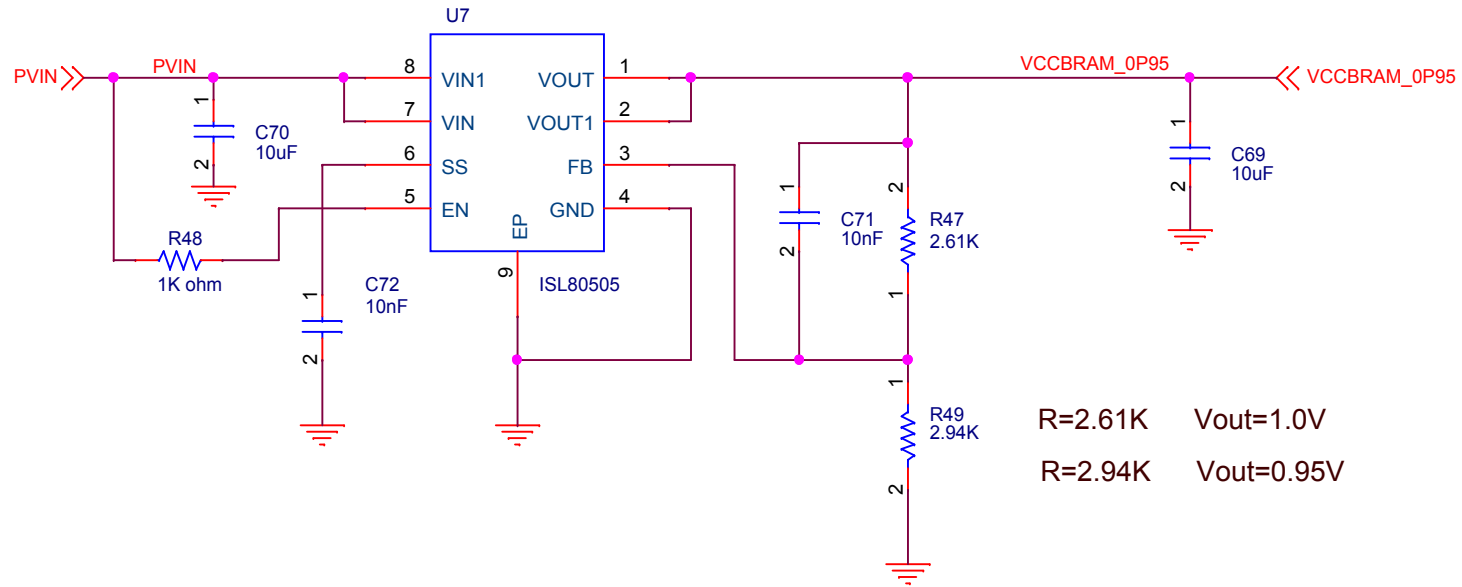 U7
PVIN
PVIN
8
VIN1
VOUT
1
VCCBRAM_0P95
VCCBRAM_0P95
7
VIN
VOUT1
2
1
2
C70
10uF
6
SS
FB
3
1
2
C69
10uF
5
EN
GND
4
EP
9
ISL80505
R48
1K ohm
1
2
C72
10nF
1
2
C71
10nF
2
1
R47
2.61K
1
2
R49
2.94K
R=2.61K Vout=1.0V
R=2.94K Vout=0.95V